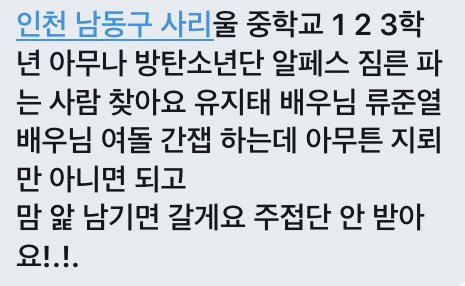 인천 남동구 사리울 중학교 1 2 3학
년 아무나 방탄소년단 알페스 짐른 파
는 사람 찾아요 유지태 배우님 류준열
배우님 여돌 간잽 하는데 아무튼 지뢰
만 아니면 되고
맘 앒 남기면 갈게요 주접단 안 받아
요!.!.